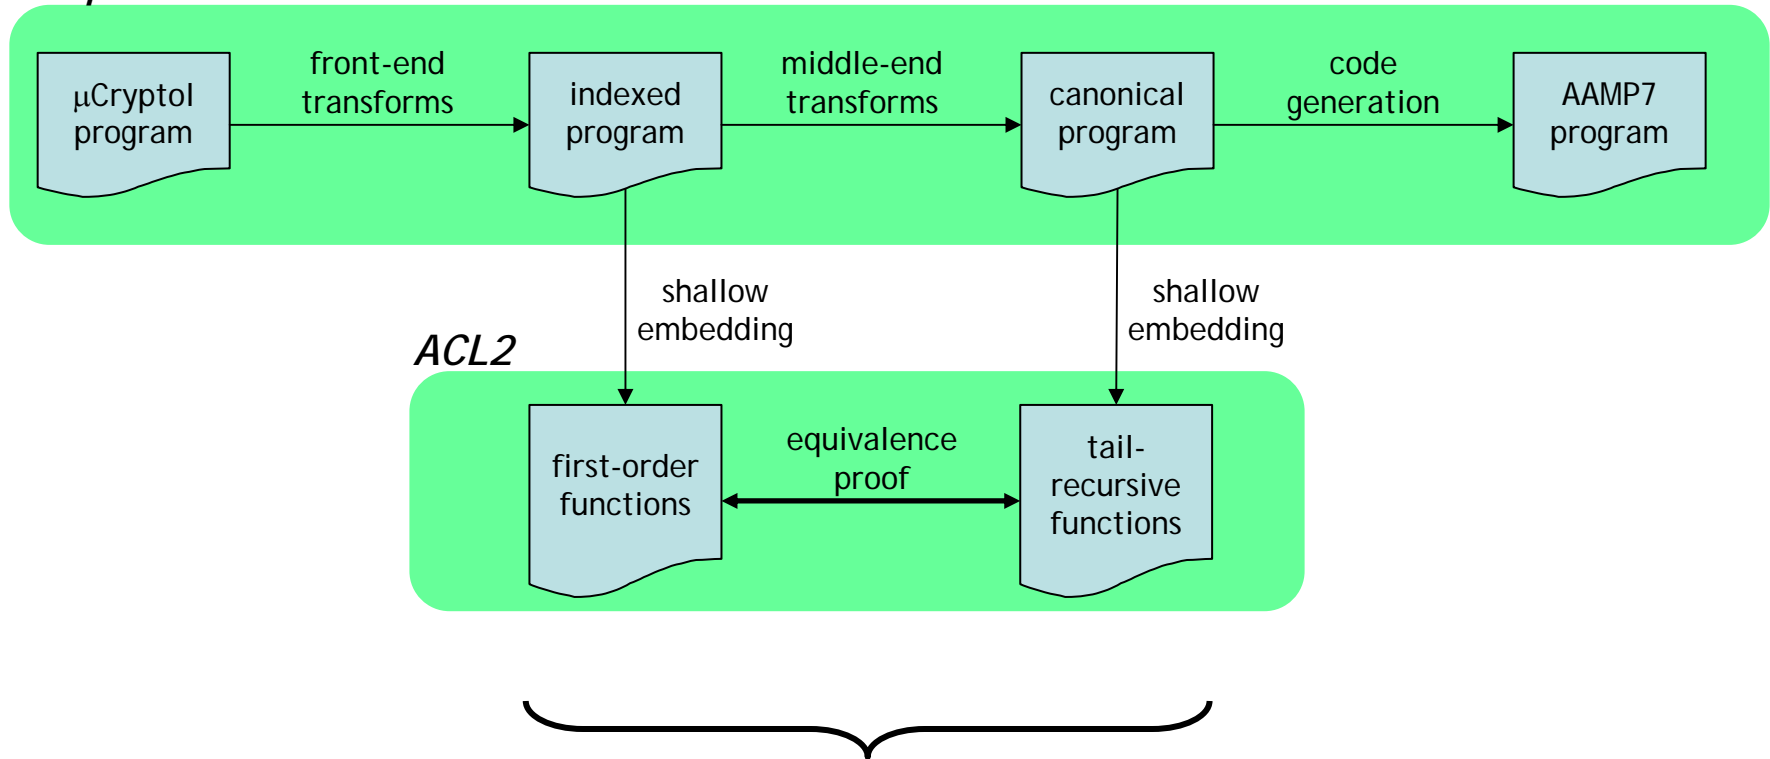 front-end
transforms
middle-end
transforms
code
generation
μCryptol
program
indexed
program
canonical
program
AAMP7
program
shallow
embedding
shallow
embedding
ACL2
first-order
functions
equivalence
proof
tail-
recursive
functions